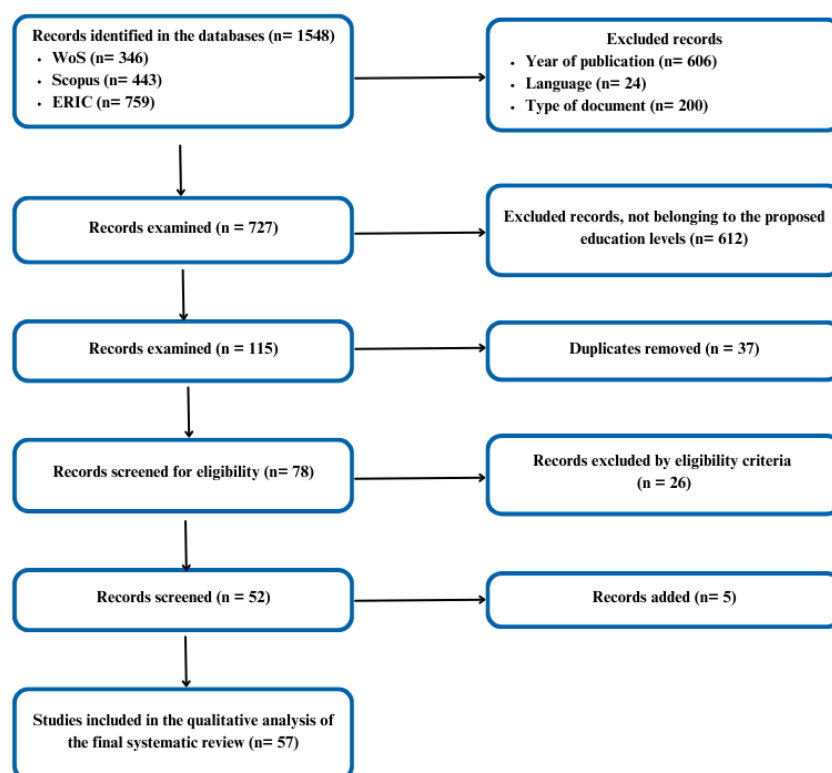 Records identified in the databases (n= 1548)
• WoS (n= 346)
• Scopus (n= 443)
• ERIC (n= 759)
Excluded records
• Year of publication (n= 606)
• Language (n= 24)
• Type of document (n= 200)
Records examined (n = 727)
Excluded records, not belonging to the proposed
education levels (n= 612)
Records examined (n = 115)
Duplicates removed (n = 37)
Records screened for eligibility (n= 78)
Records excluded by eligibility criteria
(n = 26)
Records screened (n = 52)
Records added (n= 5)
Studies included in the qualitative analysis of
the final systematic review (n= 57)